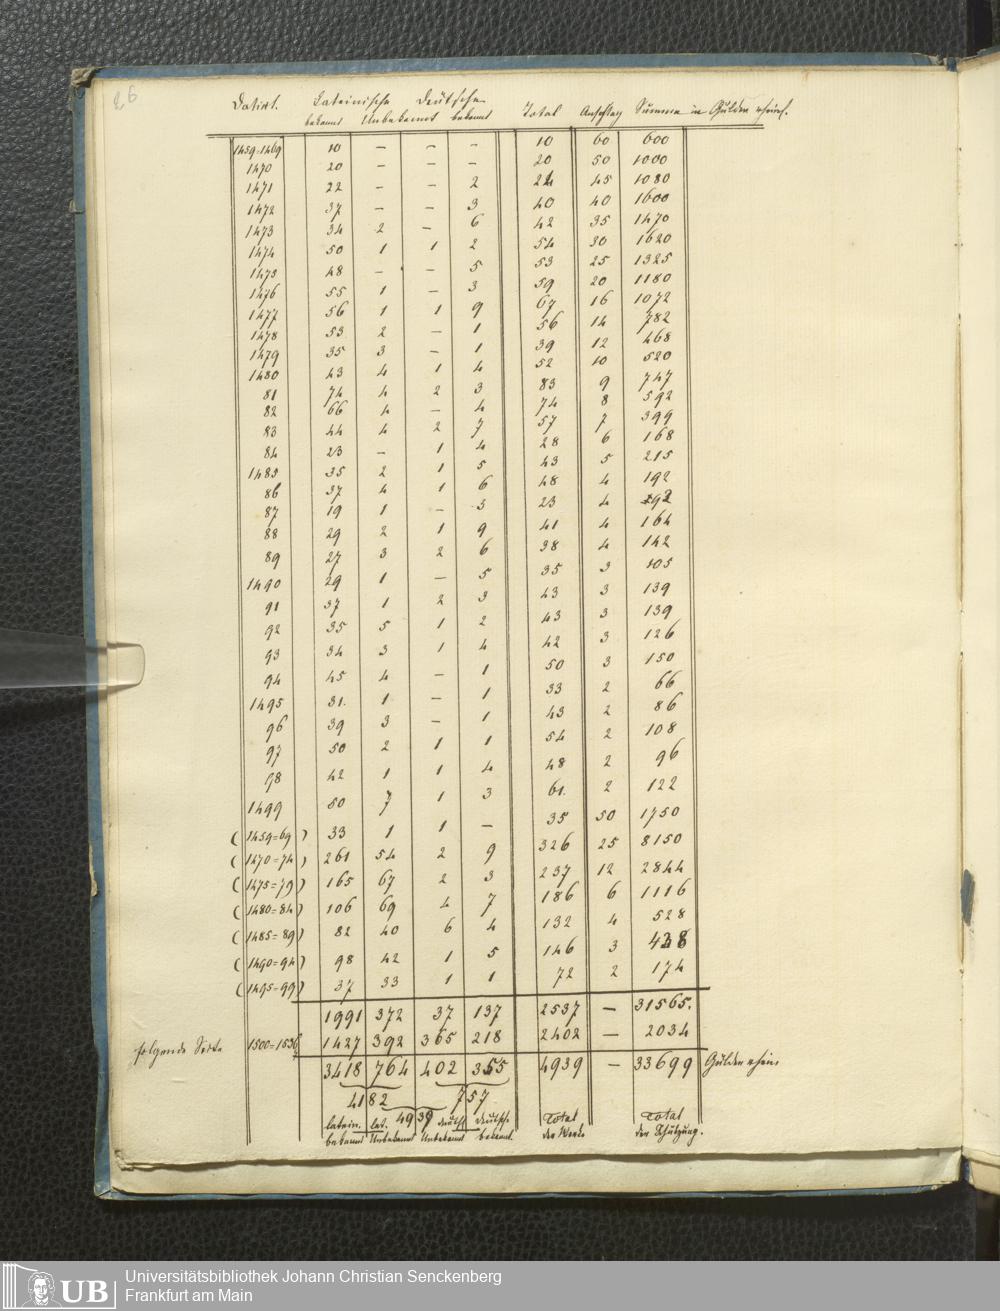 26
Datirt. Lateinische Deutsche Total Anschlag Summa in Gulden rheinl.
bekannt Unbekannt bekannt
1459=1469 10 – – – 10 60 600
1470 20 – – – 20 50 1000
1471 22 – – 2 24 45 1080
1472 37 – – 3 40 40 1600
1473 34 2 – 6 42 35 1470
1474 50 1 1 2 54 30 1620
1475 48 – – 5 53 25 1325
1476 55 1 – 3 59 20 1180
1477 56 1 1 9 67 16 1072
1478 53 2 – 1 56 14 782
1479 35 3 – 1 39 12 468
1480 43 4 1 4 52 10 520
81 74 4 2 3 83 9 747
82 66 4 – 4 74 8 592
83 44 4 2 7 57 7 399
84 23 – 1 4 28 6 168
1485 35 2 1 5 43 5 215
86 37 4 1 6 48 4 192
87 19 1 – 3 23 4 92
88 29 2 1 9 41 4 164
89 27 3 2 6 38 4 142
1490 29 1 – 5 35 3 105
91 37 1 2 3 43 3 139
92 35 5 1 2 43 3 139
93 34 3 1 4 42 3 126
94 45 4 – 1 50 3 150
1495 31. 1 – 1 33 2 66
96 39 3 – 1 43 2 86
97 50 2 1 1 54 2 108
98 42 1 1 4 48 2 96
1499 50 7 1 3 61. 2 122
(1459=69) 33 1 1 – 35 50 1750
(1470=74) 261 54 2 9 326 25 8150
(1475=79) 165 67 2 3 237 12 2844
(1480=84) 106 69 4 7 186 6 1116
(1485=89) 82 40 6 4 132 4 528
(1490=94) 98 42 1 5 146 3 438
(1495=99) 37 33 1 1 72 2 174
1991 372 37 137 2537 – 31565.
folgende Seite 1500=1536 1427 392 365 218 2402 – 2034
3418 764 402 355 4939 – 33699 Gulden rhein
4182 757
4939
latein. lat. deutsch deutsch. Total Total
bekannt Unbekannt Unbekannt bekannt. der Werke der Schätzung.
Universitätsbibliothek Johann Christian Senckenberg
Frankfurt am Main
UB